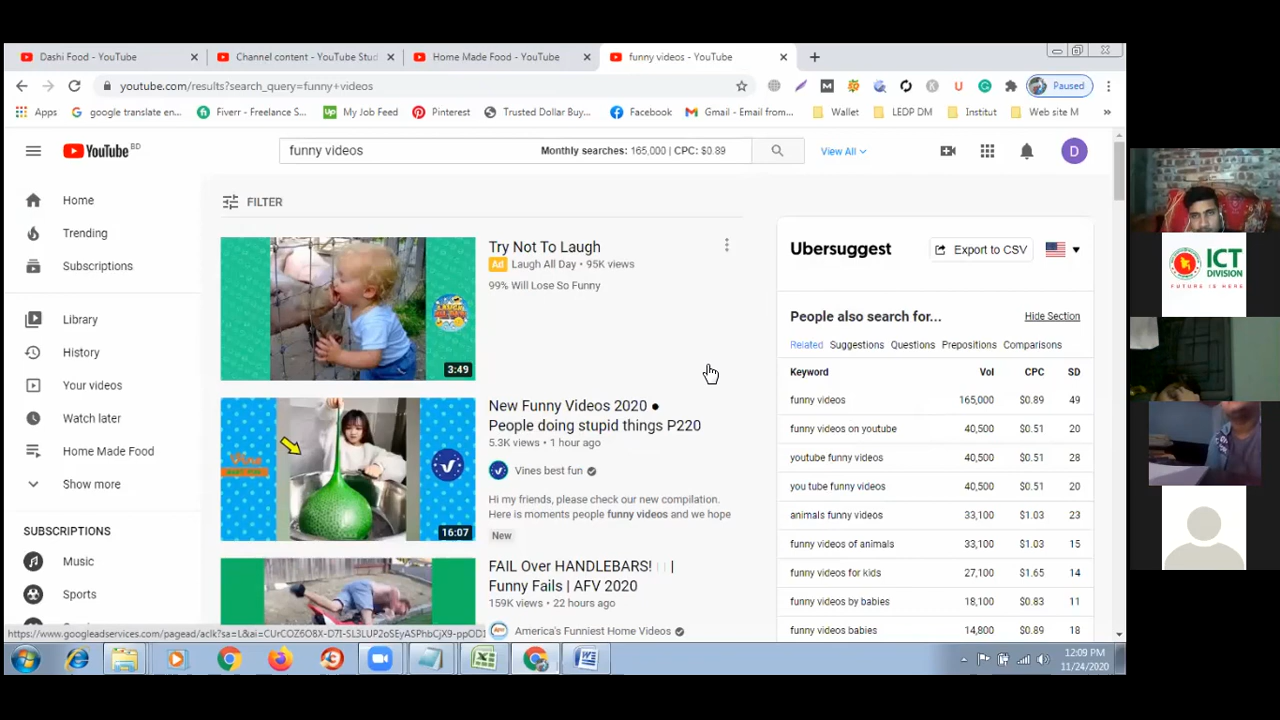 Dashi Food - YouTube
Channel content - YouTube Stud
Home Made Food - YouTube
funny videos - YouTube
youtube.com/results?search_query=funny+videos
Paused
Apps
google translate en...
Fiverr - Freelance S...
My Job Feed
Pinterest
Trusted Dollar Buy...
Facebook
Gmail - Email from...
Wallet
LEDP DM
Institut
Web site M
YouTube BD
funny videos
Monthly searches: 165,000 | CPC: $0.89
View All
D
Home
Trending
Subscriptions
Library
History
Your videos
Watch later
Home Made Food
Show more
SUBSCRIPTIONS
Music
Sports
FILTER
3:49
Try Not To Laugh
Ad Laugh All Day • 95K views
99% Will Lose So Funny
16:07
New Funny Videos 2020 ●
People doing stupid things P220
5.3K views • 1 hour ago
Vines best fun
Hi my friends, please check our new compilation.
Here is moments people funny videos and we hope
New
FAIL Over HANDLEBARS! |
Funny Fails | AFV 2020
159K views • 22 hours ago
America's Funniest Home Videos
Ubersuggest
Export to CSV
People also search for...
Hide Section
Related Suggestions Questions Prepositions Comparisons
Keyword Vol CPC SD
funny videos 165,000 $0.89 49
funny videos on youtube 40,500 $0.51 20
youtube funny videos 40,500 $0.51 28
you tube funny videos 40,500 $0.51 20
animals funny videos 33,100 $1.03 23
funny videos of animals 33,100 $1.03 15
funny videos for kids 27,100 $1.65 14
funny videos by babies 18,100 $0.83 11
funny videos babies 14,800 $0.89 18
12:09 PM
11/24/2020
ICT
DIVISION
FUTURE IS HERE